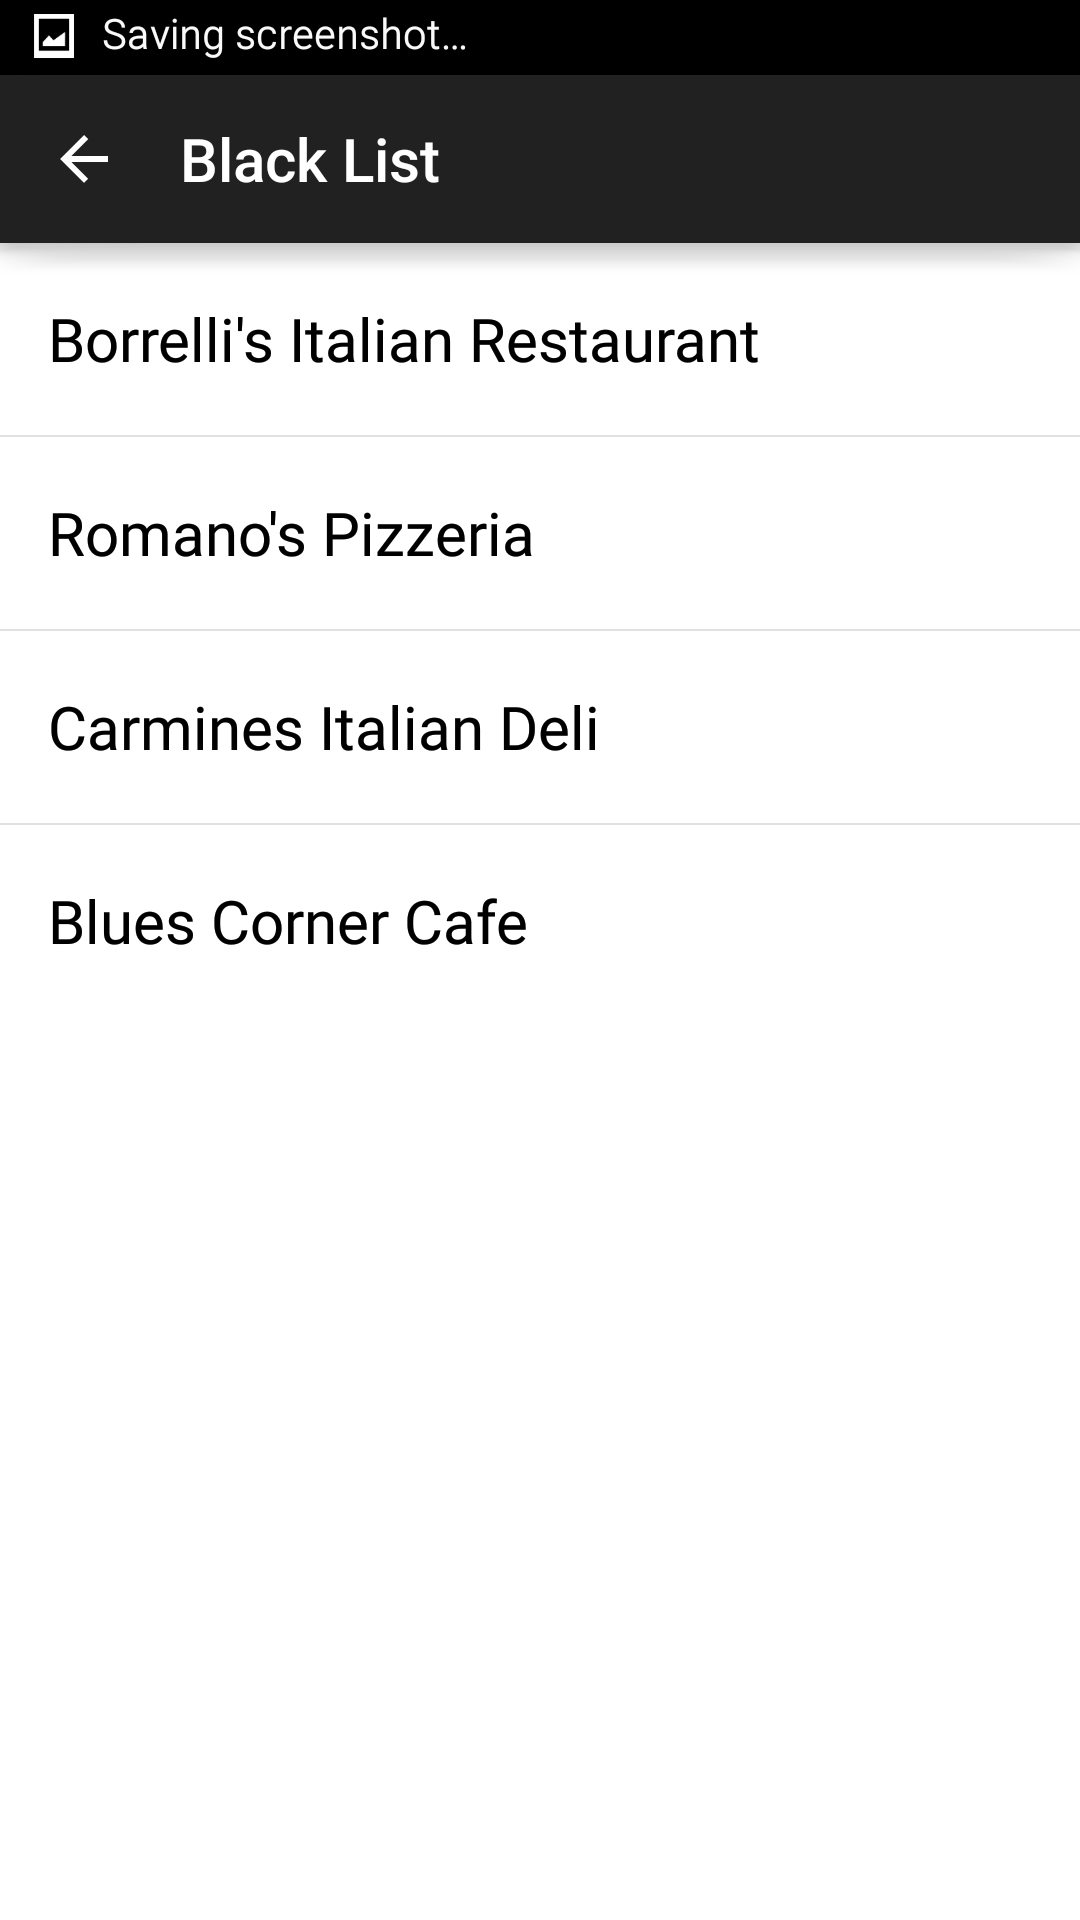 Saving screenshot...
Black List
Borrelli's Italian Restaurant
Romano's Pizzeria
Carmines Italian Deli
Blues Corner Cafe